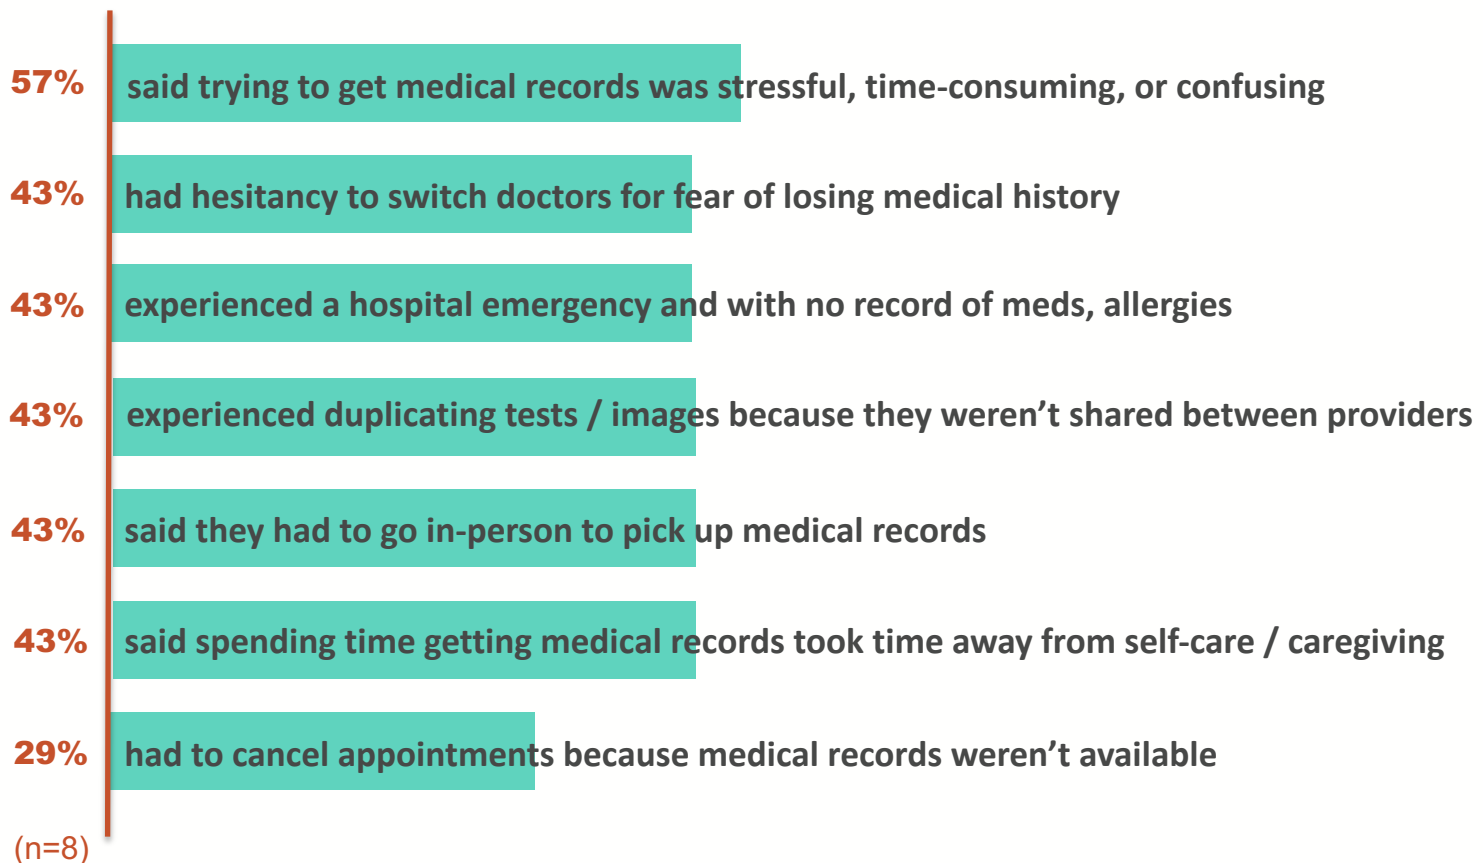 57% said trying to get medical records was stressful, time-consuming, or confusing
43% had hesitancy to switch doctors for fear of losing medical history
43% experienced a hospital emergency and with no record of meds, allergies
43% experienced duplicating tests / images because they weren’t shared between providers
43% said they had to go in-person to pick up medical records
43% said spending time getting medical records took time away from self-care / caregiving
29% had to cancel appointments because medical records weren’t available
(n=8)